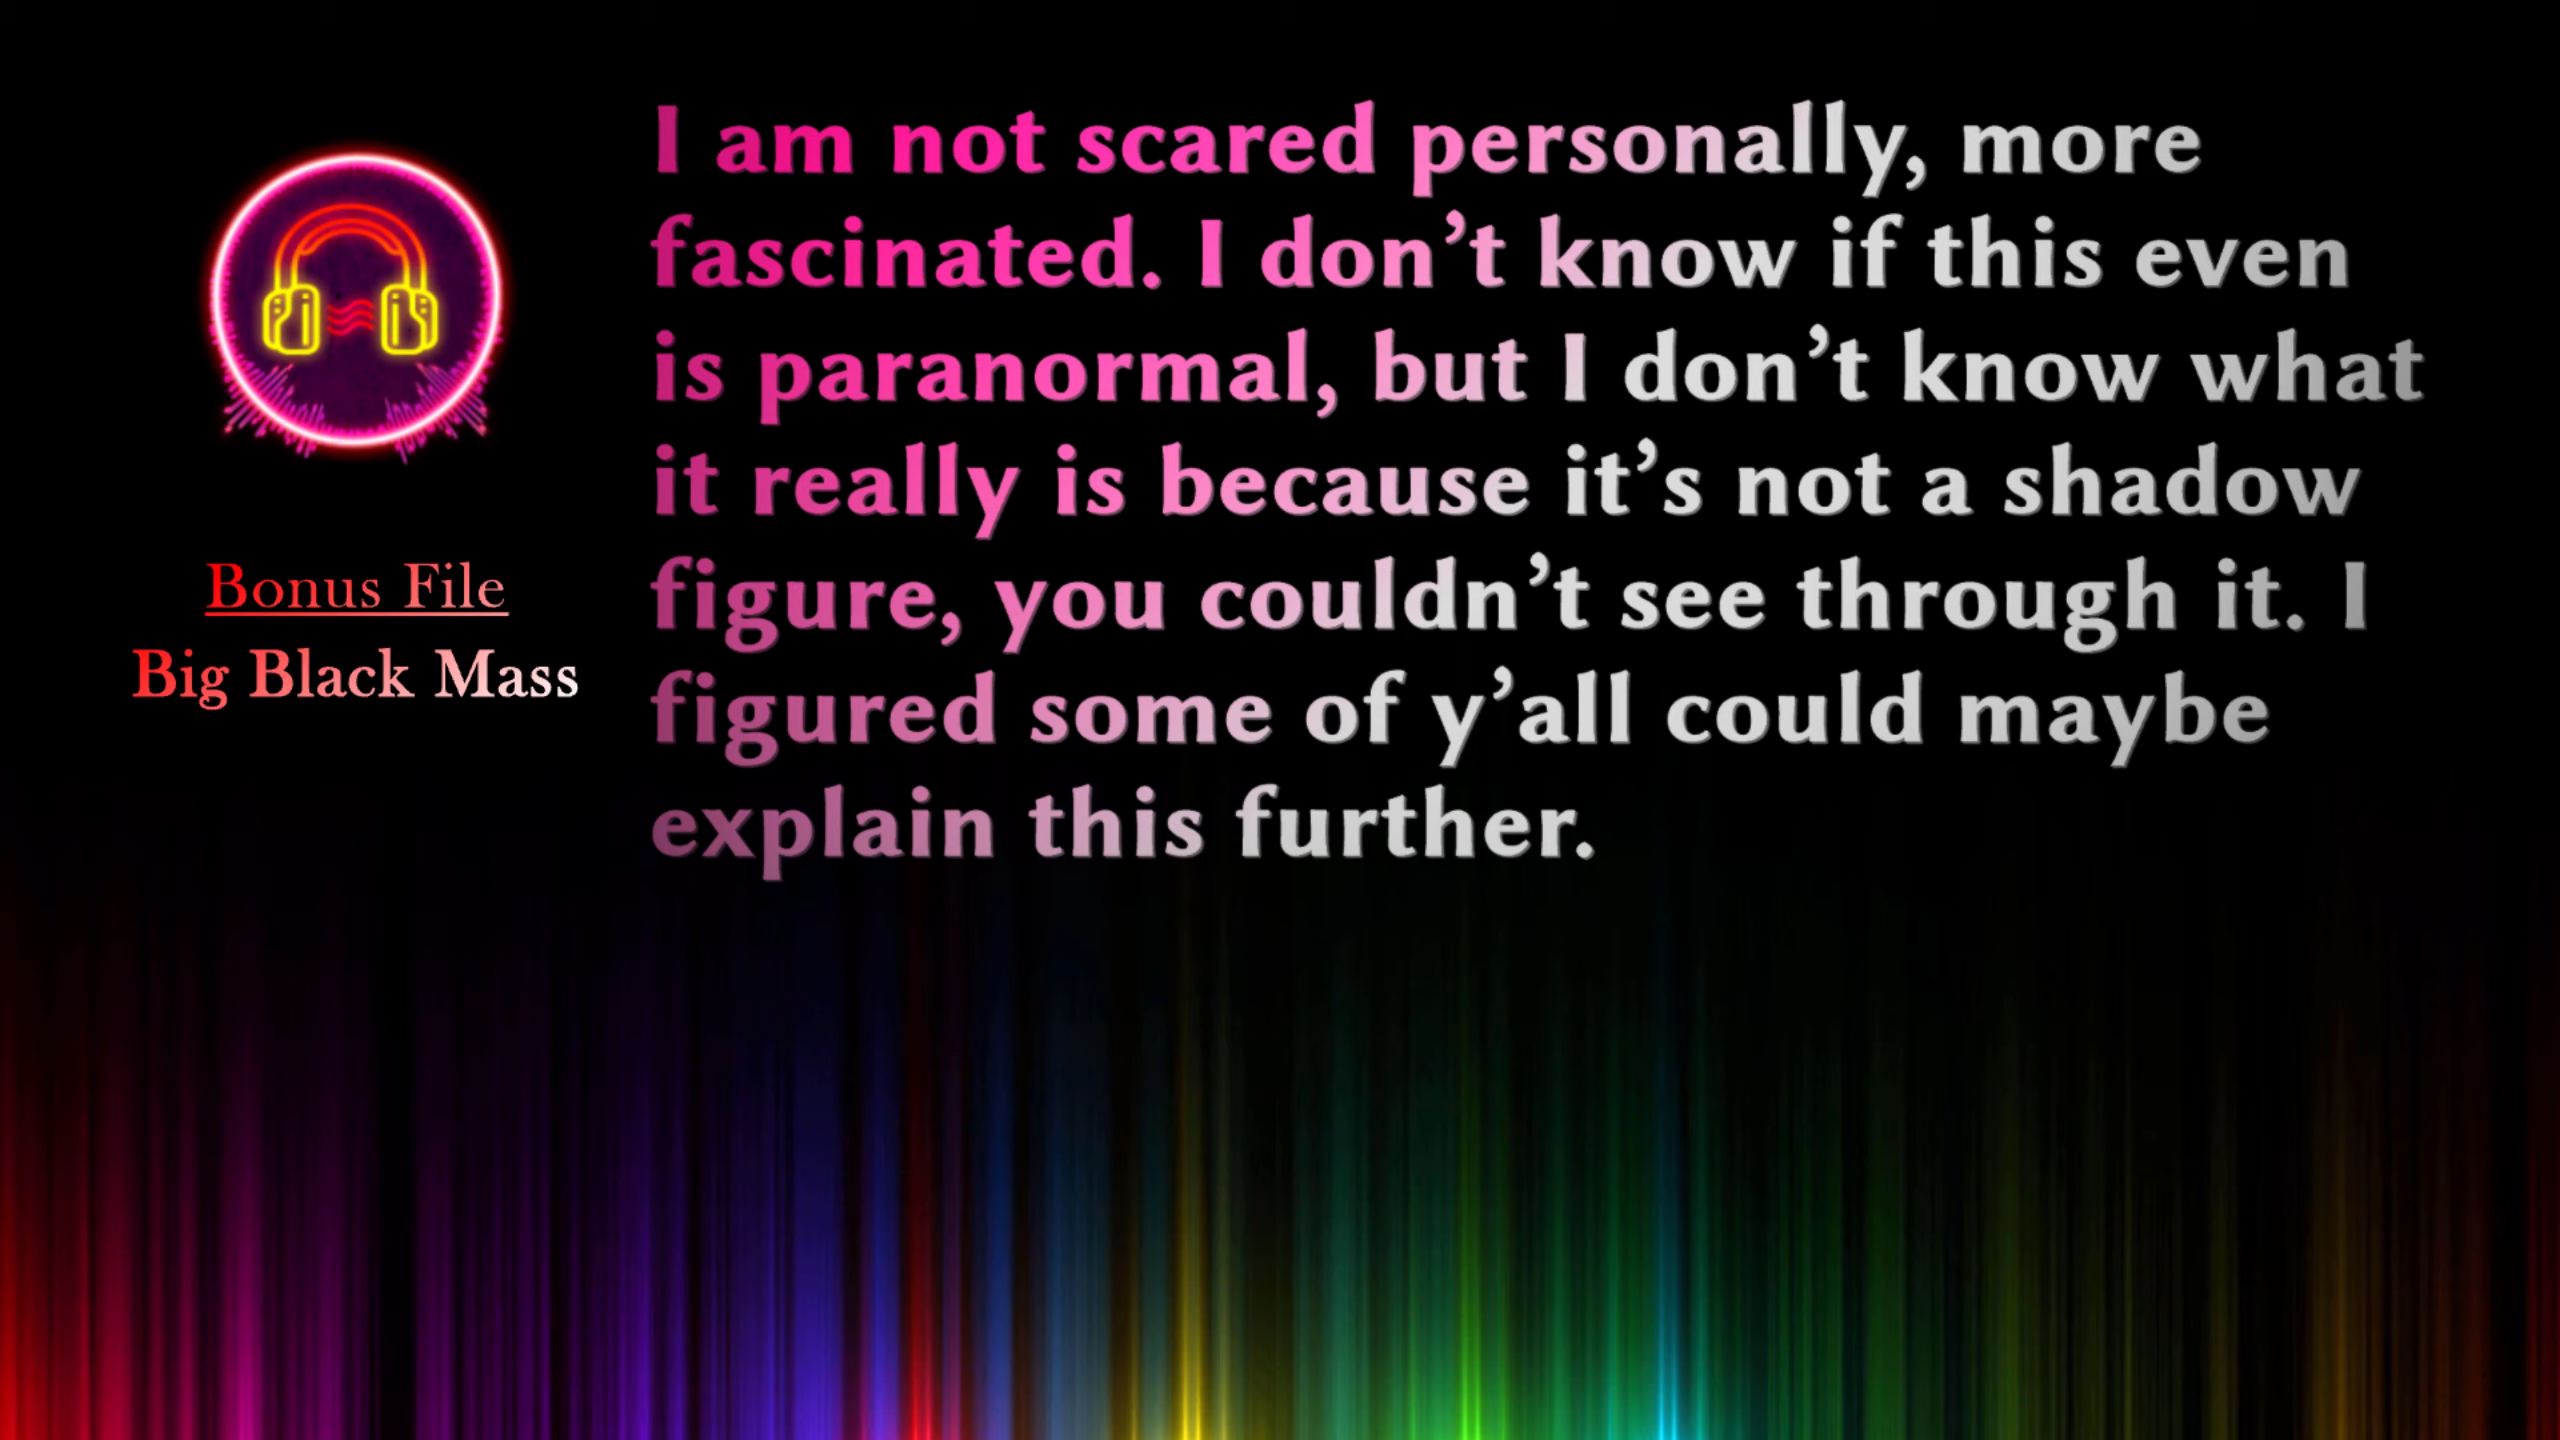 Bonus File
Big Black Mass
I am not scared personally, more
fascinated. I don’t know if this even
is paranormal, but I don’t know what
it really is because it’s not a shadow
figure, you couldn’t see through it. I
figured some of y’all could maybe
explain this further.